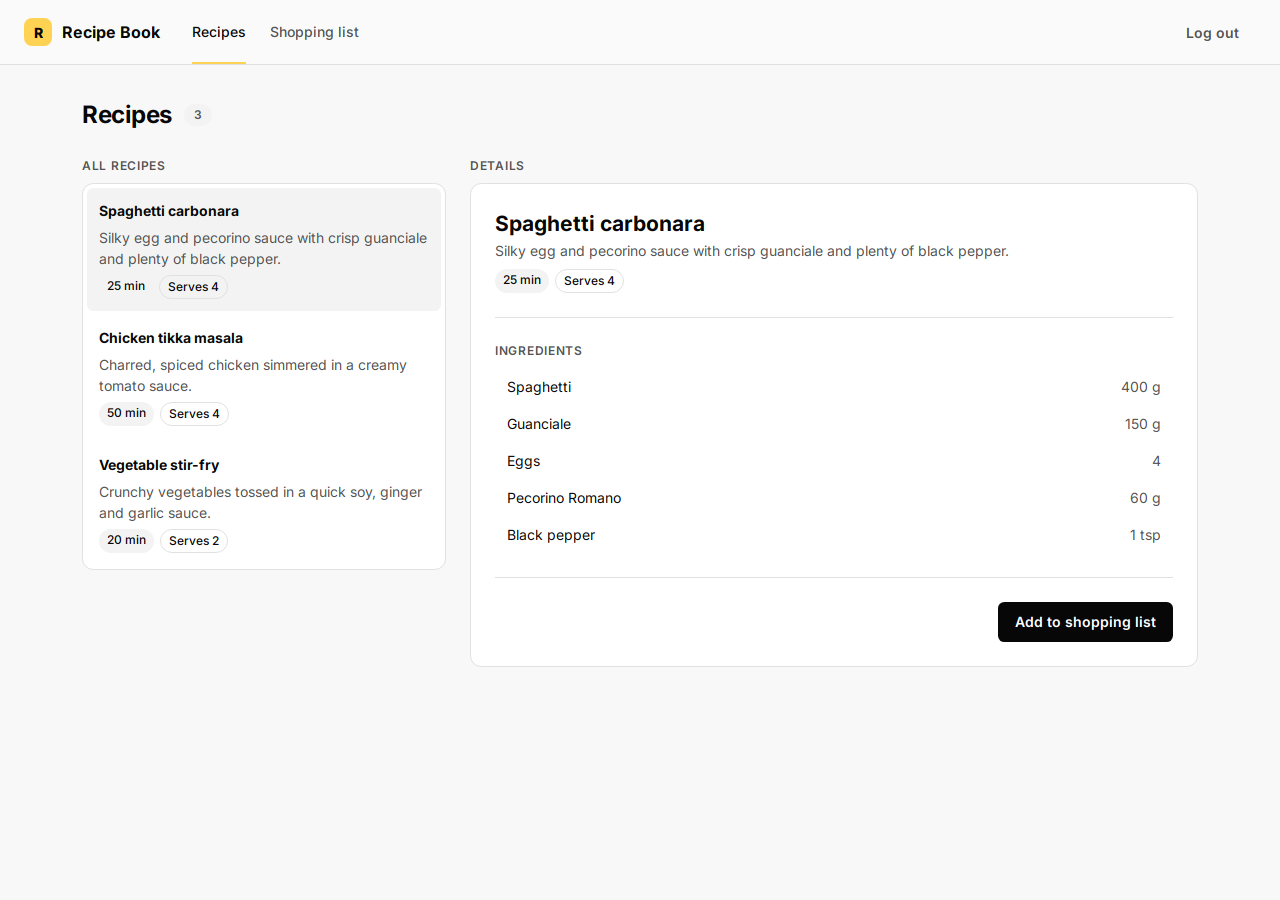 R Recipe Book Recipes Shopping list Log out
Recipes 3
ALL RECIPES
Spaghetti carbonara
Silky egg and pecorino sauce with crisp guanciale
and plenty of black pepper.
25 min Serves 4
Chicken tikka masala
Charred, spiced chicken simmered in a creamy
tomato sauce.
50 min Serves 4
Vegetable stir-fry
Crunchy vegetables tossed in a quick soy, ginger
and garlic sauce.
20 min Serves 2
DETAILS
Spaghetti carbonara
Silky egg and pecorino sauce with crisp guanciale and plenty of black pepper.
25 min Serves 4
INGREDIENTS
Spaghetti 400 g
Guanciale 150 g
Eggs 4
Pecorino Romano 60 g
Black pepper 1 tsp
Add to shopping list